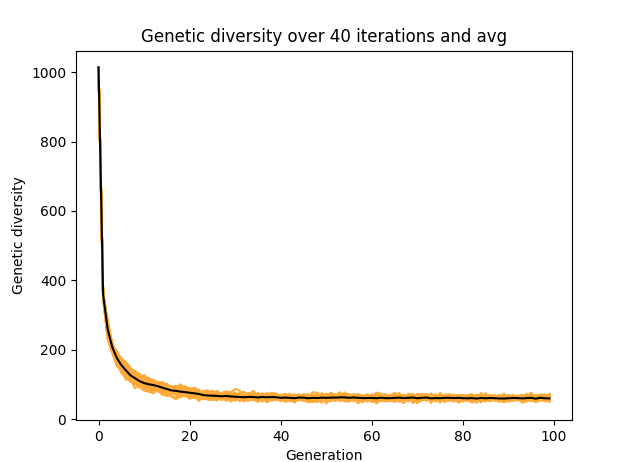 Genetic diversity over 40 iterations and avg
1000
800
600
400
200
0
Genetic diversity
0 20 40 60 80 100
Generation